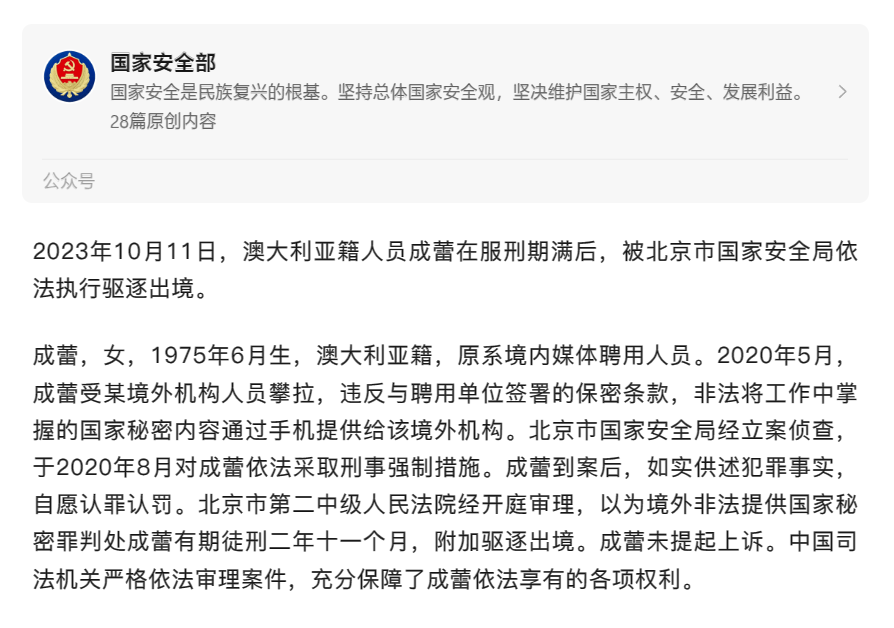 国家安全部
国家安全是民族复兴的根基。坚持总体国家安全观，坚决维护国家主权、安全、发展利益。
28篇原创内容
公众号
2023年10月11日，澳大利亚籍人员成蕾在服刑期满后，被北京市国家安全局依
法执行驱逐出境。
成蕾，女，1975年6月生，澳大利亚籍，原系境内媒体聘用人员。2020年5月，
成蕾受某境外机构人员攀拉，违反与聘用单位签署的保密条款，非法将工作中掌
握的国家秘密内容通过手机提供给该境外机构。北京市国家安全局经立案侦查，
于2020年8月对成蕾依法采取刑事强制措施。成蕾到案后，如实供述犯罪事实，
自愿认罪认罚。北京市第二中级人民法院经开庭审理，以为境外非法提供国家秘
密罪判处成蕾有期徒刑二年十一个月，附加驱逐出境。成蕾未提起上诉。中国司
法机关严格依法审理案件，充分保障了成蕾依法享有的各项权利。